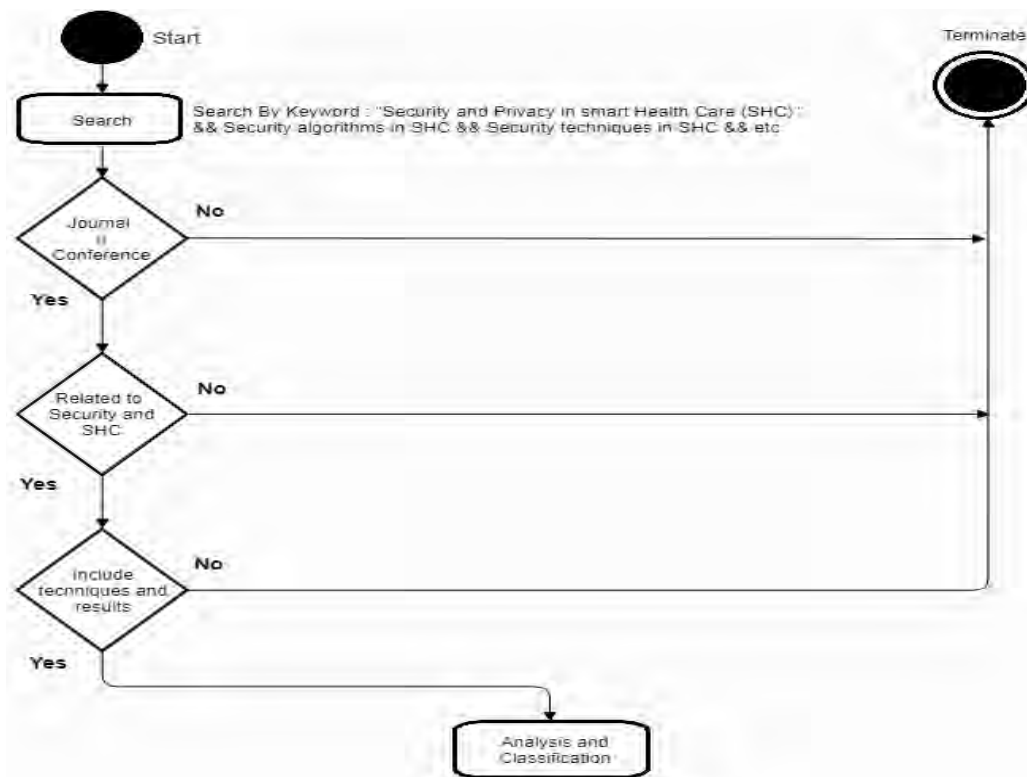 Start
Terminate
Search
Search By Keyword : "Security and Privacy in smart Health Care (SHC)"
&& Security algorithms in SHC && Security techniques in SHC && etc
Journal
Conference
No
Yes
Related to
Security and
SHC
No
Yes
Include
tecnniques and
results
No
Yes
Analysis and
Classification